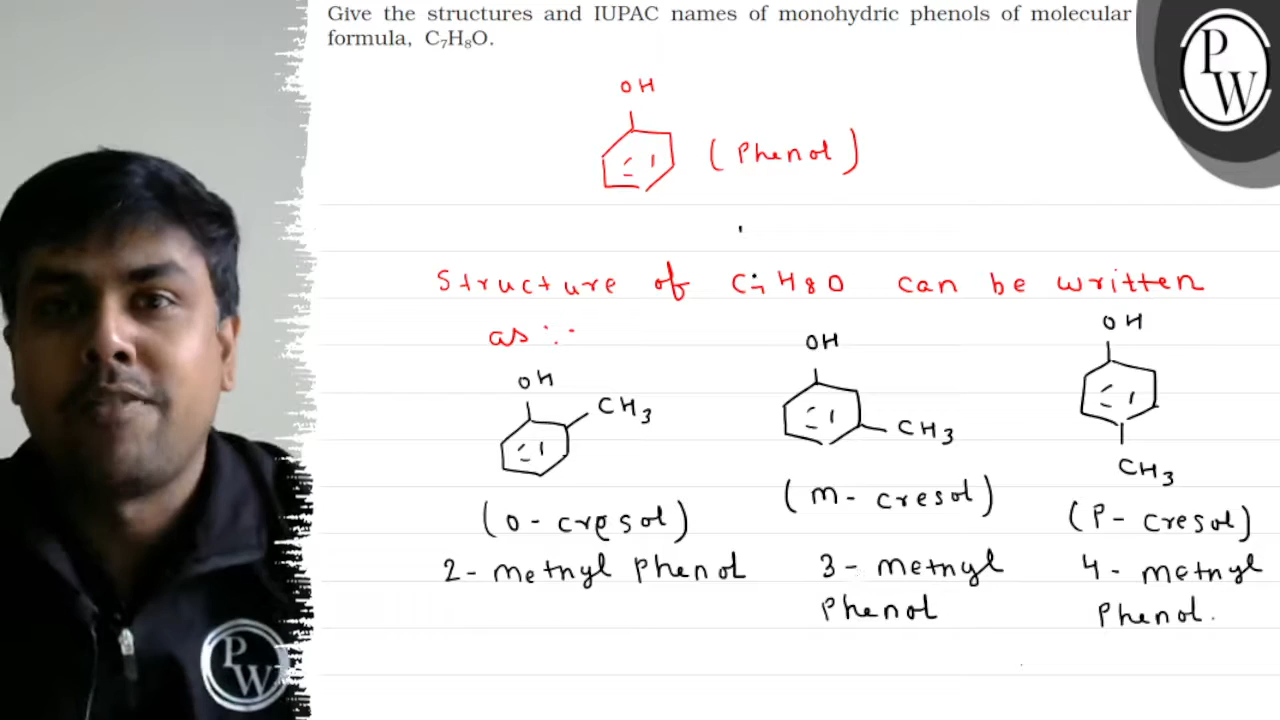 Give the structures and IUPAC names of monohydric phenols of molecular
formula, C₇H₈O.
PW
OH
(Phenol)
Structure of C7H8O can be written
as :-
OH
CH3
(o-cresol)
2-methyl phenol
OH
CH3
(m-cresol)
3-methyl
phenol
OH
CH3
(P-cresol)
4-methyl
phenol.
PW